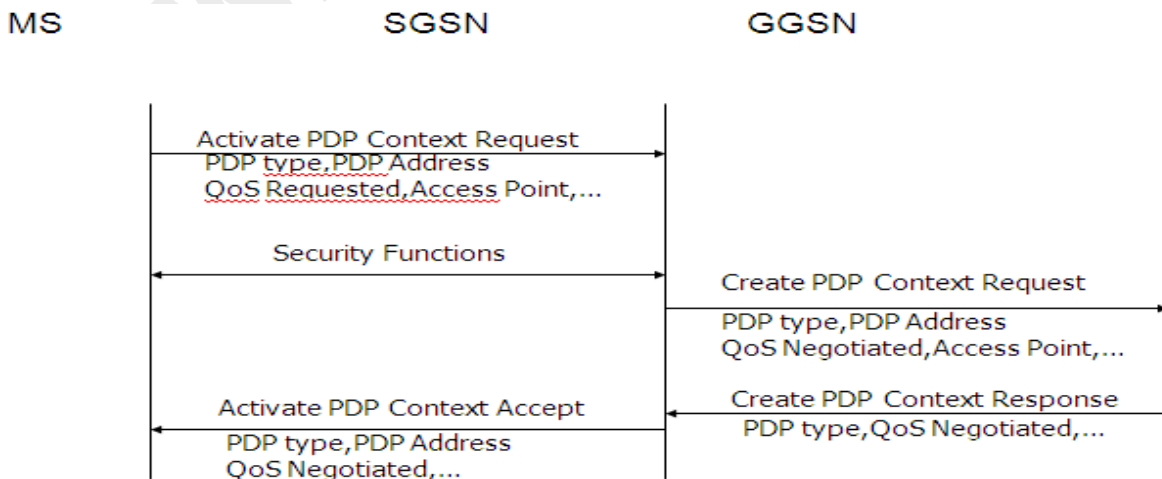 MS SGSN GGSN
Activate PDP Context Request
PDP type,PDP Address
QoS Requested,Access Point,...
Security Functions
Create PDP Context Request
PDP type,PDP Address
QoS Negotiated,Access Point,...
Create PDP Context Response
PDP type,QoS Negotiated,...
Activate PDP Context Accept
PDP type,PDP Address
QoS Negotiated,...